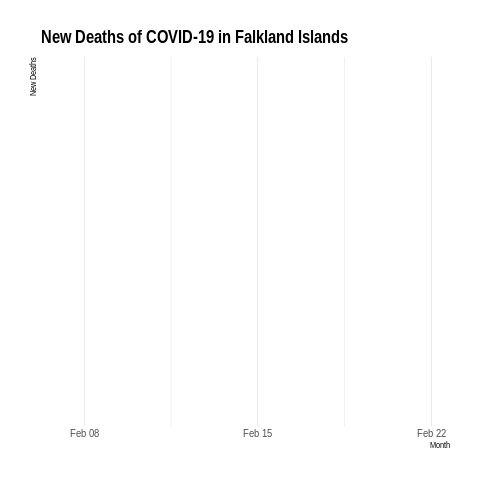 New Deaths of COVID-19 in Falkland Islands
New Deaths
Feb 08
Feb 15
Feb 22
Month